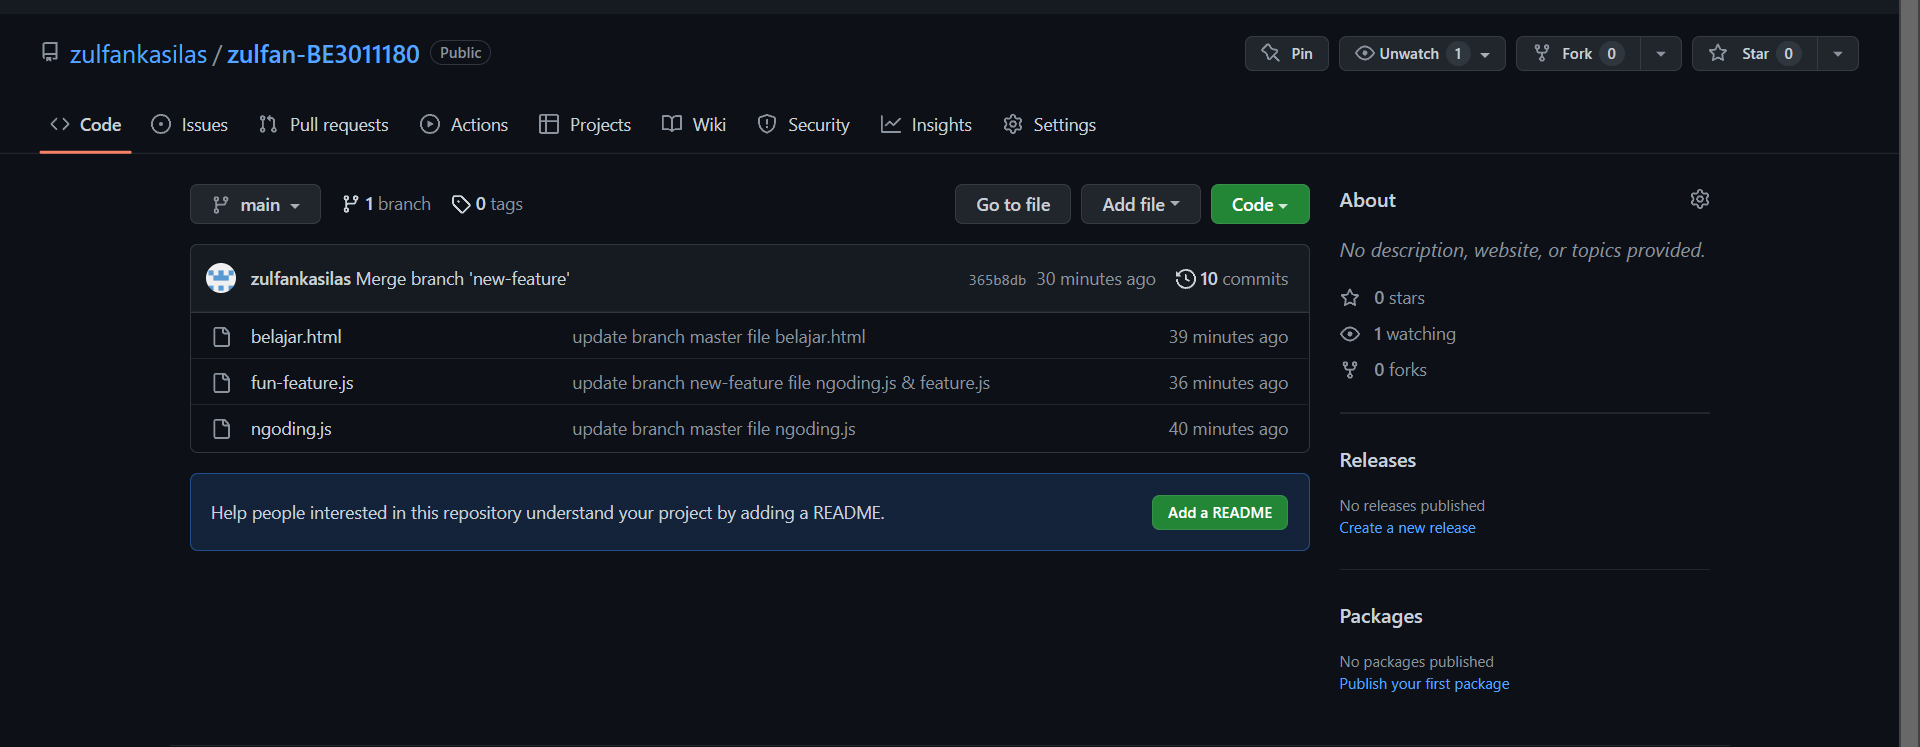 zulfankasilas / zulfan-BE3011180 Public Pin Unwatch 1 Fork 0 Star 0
Code Issues Pull requests Actions Projects Wiki Security Insights Settings
main 1 branch 0 tags Go to file Add file Code
zulfankasilas Merge branch 'new-feature' 365b8db 30 minutes ago 10 commits
belajar.html update branch master file belajar.html 39 minutes ago
fun-feature.js update branch new-feature file ngoding.js & feature.js 36 minutes ago
ngoding.js update branch master file ngoding.js 40 minutes ago
Help people interested in this repository understand your project by adding a README. Add a README
About
No description, website, or topics provided.
0 stars
1 watching
0 forks
Releases
No releases published
Create a new release
Packages
No packages published
Publish your first package